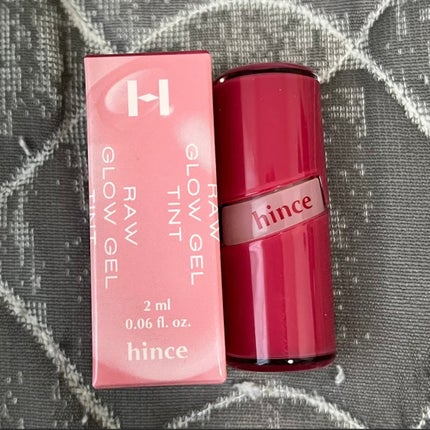 H
RAW
GLOW GEL
TINT
RAW
GLOW GEL
TINT
2 ml
0.06 fl. oz.
hince
hince